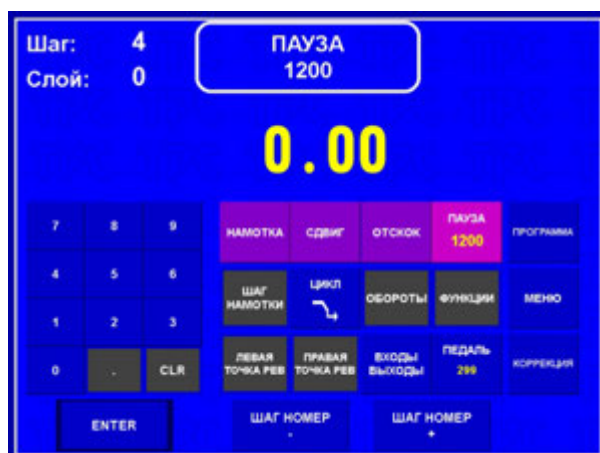 Шаг: 4
Слой: 0
ПАУЗА
1200
0.00
7 8 9
4 5 6
1 2 3
0 . CLR
ENTER
НАМОТКА СДВИГ ОТСКОК ПАУЗА 1200 ПРОГРАММА
ШАГ НАМОТКИ ЦИКЛ ОБОРОТЫ ФУНКЦИИ МЕНЮ
ЛЕВАЯ ТОЧКА РЕВ ПРАВАЯ ТОЧКА РЕВ ВХОДЫ ВЫХОДЫ ПЕДАЛЬ 299 КОРРЕКЦИЯ
ШАГ НОМЕР - ШАГ НОМЕР +